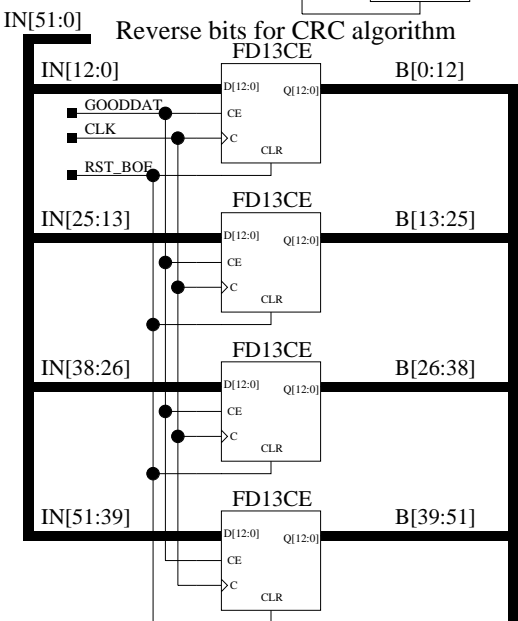 IN[51:0]
Reverse bits for CRC algorithm
FD13CE
IN[12:0]
B[0:12]
D[12:0]
Q[12:0]
GOODDAT
CE
CLK
C
CLR
RST_BOE
FD13CE
IN[25:13]
B[13:25]
D[12:0]
Q[12:0]
CE
C
CLR
FD13CE
IN[38:26]
B[26:38]
D[12:0]
Q[12:0]
CE
C
CLR
FD13CE
IN[51:39]
B[39:51]
D[12:0]
Q[12:0]
CE
C
CLR